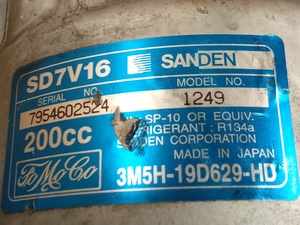 SD7V16 SANDEN
SERIAL NO. MODEL NO.
7954602524 1249
SP-10 OR EQUIV.
200cc REFRIGERANT : R134a
SANDEN CORPORATION
FoMoCo MADE IN JAPAN
3M5H-19D629-HD